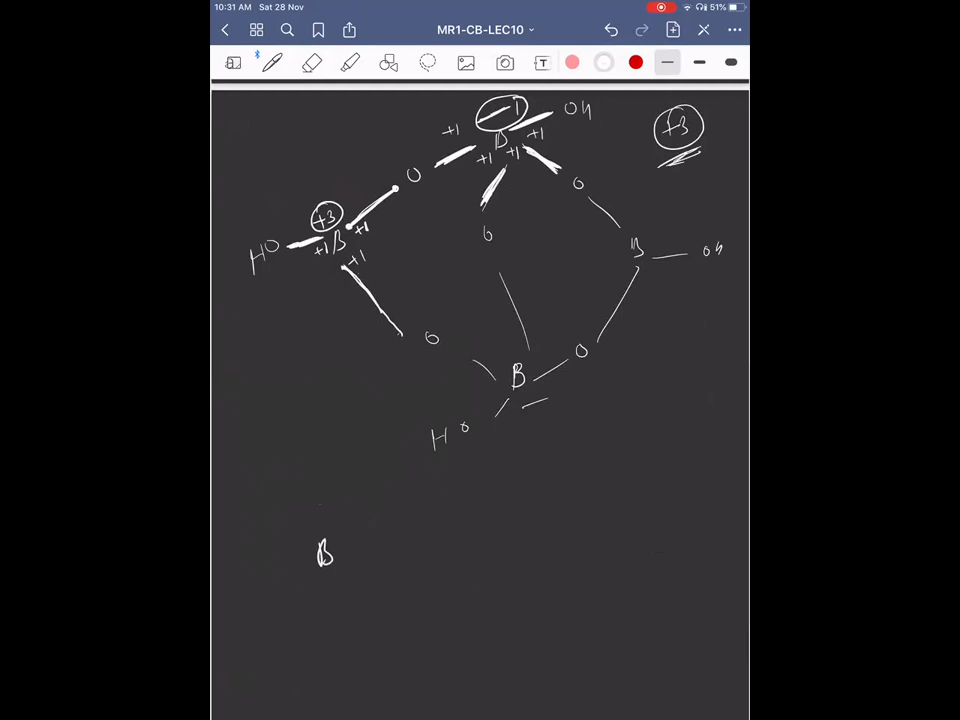 10:31 AM Sat 28 Nov 51%
MR1-CB-LEC10
T
-1 OH +3
+1 B +1
+1 +1
O O
+3
HO +1 B +1 O B OH
+1
O O
B
HO
B